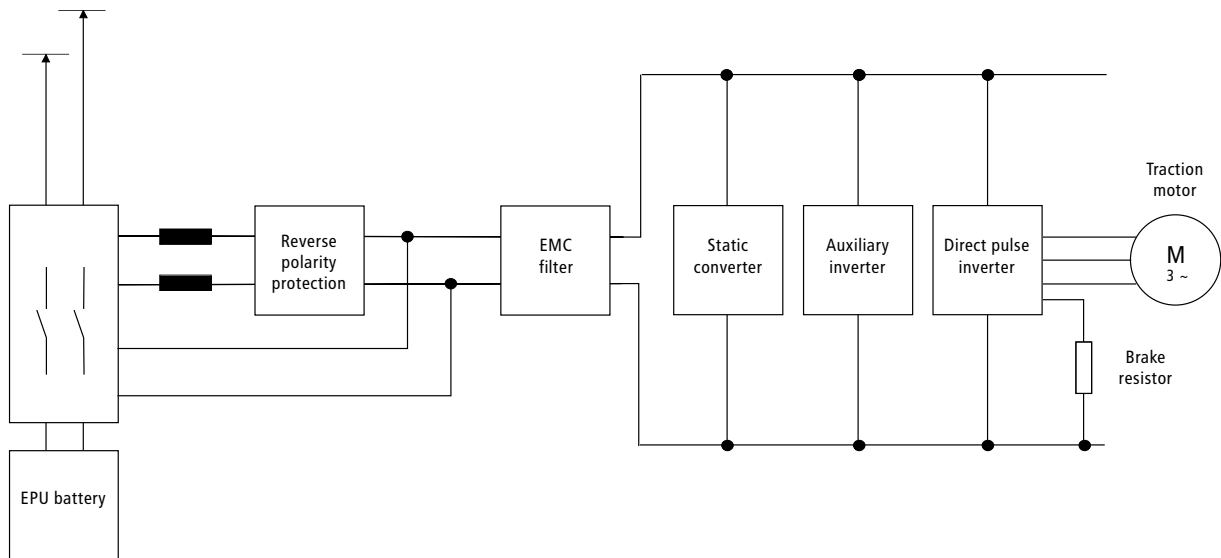 Traction
motor
Reverse
polarity
protection
EMC
filter
Static
converter
Auxiliary
inverter
Direct pulse
inverter
M
3 ~
Brake
resistor
EPU battery